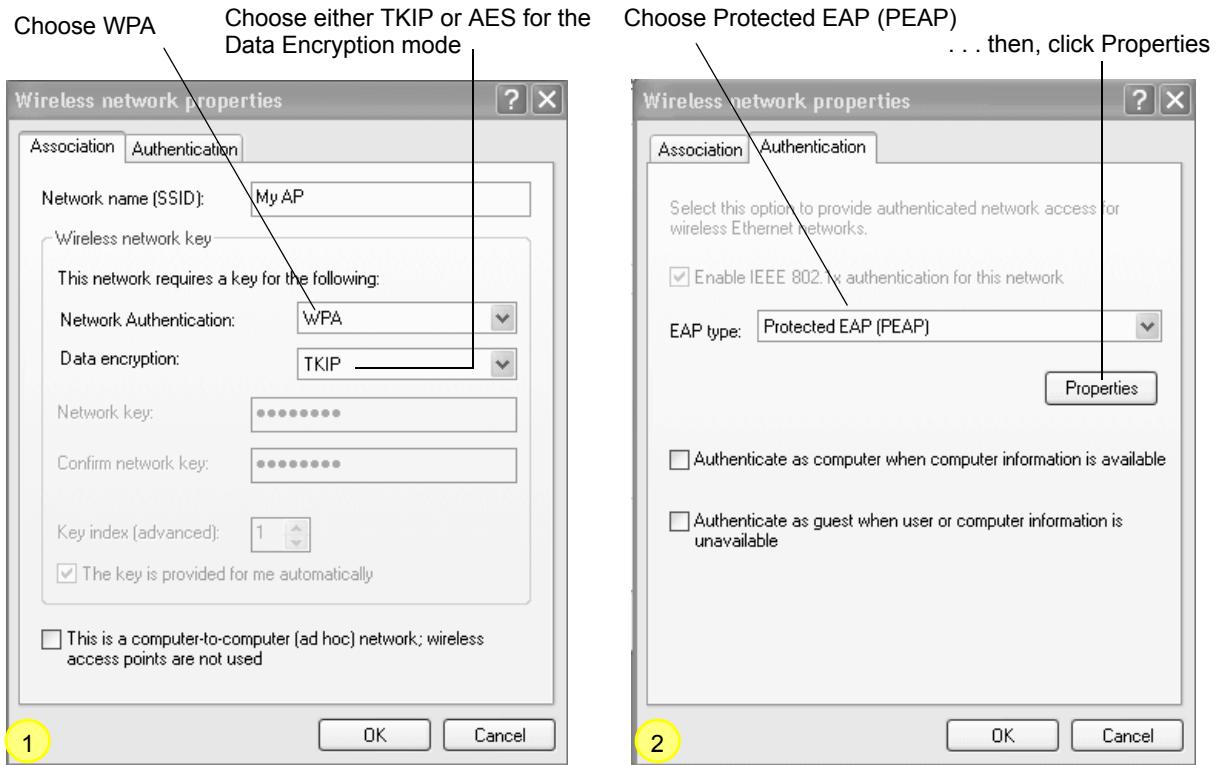 Choose WPA
Choose either TKIP or AES for the
Data Encryption mode
Choose Protected EAP (PEAP)
. . . then, click Properties
Wireless network properties
Association
Authentication
Network name (SSID):
My AP
Wireless network key
This network requires a key for the following:
Network Authentication:
WPA
Data encryption:
TKIP
Network key:
••••••••
Confirm network key:
••••••••
Key index (advanced):
1
The key is provided for me automatically
This is a computer-to-computer (ad hoc) network; wireless
access points are not used
OK
Cancel
1
Wireless network properties
Association
Authentication
Select this option to provide authenticated network access for
wireless Ethernet networks.
Enable IEEE 802.1x authentication for this network
EAP type:
Protected EAP (PEAP)
Properties
Authenticate as computer when computer information is available
Authenticate as guest when user or computer information is
unavailable
OK
Cancel
2